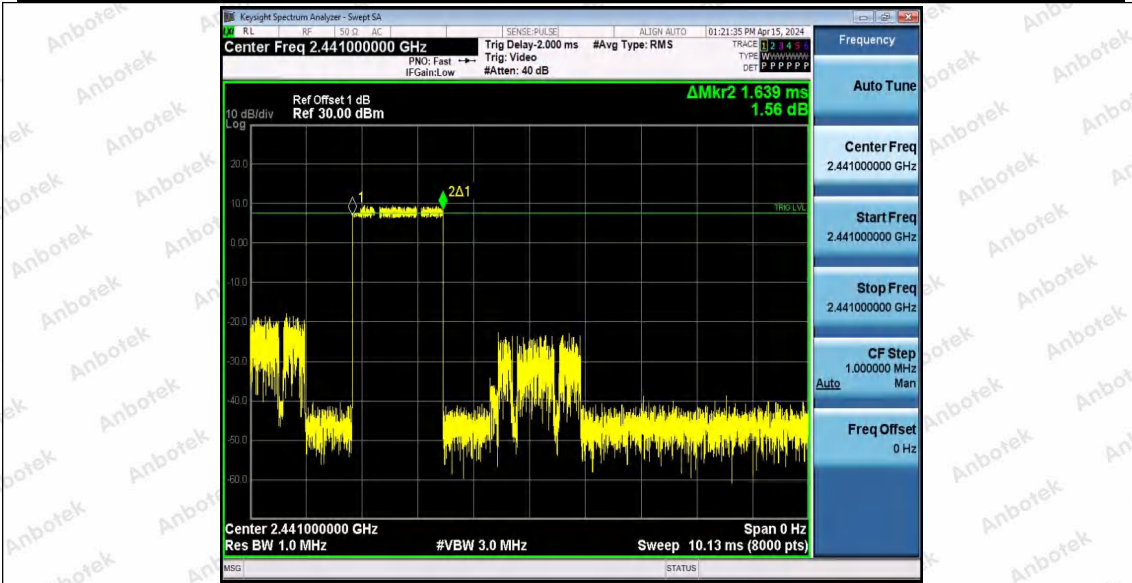 Keysight Spectrum Analyzer - Swept SA
RL RF 50 Ω AC SENSE:PULSE ALIGN AUTO 01:21:35 PM Apr 15, 2024
Center Freq 2.441000000 GHz
PNO: Fast
IFGain:Low
Trig Delay-2.000 ms
Trig: Video
#Atten: 40 dB
#Avg Type: RMS
TRACE 1 2 3 4 5 6
TYPE W
DET P P P P P P
ΔMkr2 1.639 ms
1.56 dB
Ref Offset 1 dB
10 dB/div Ref 30.00 dBm
Log
20.0
10.0
0.00
-10.0
-20.0
-30.0
-40.0
-50.0
-60.0
1
2Δ1
TRIG LVL
Center 2.441000000 GHz Span 0 Hz
Res BW 1.0 MHz #VBW 3.0 MHz Sweep 10.13 ms (8000 pts)
MSG STATUS
Frequency
Auto Tune
Center Freq
2.441000000 GHz
Start Freq
2.441000000 GHz
Stop Freq
2.441000000 GHz
CF Step
1.000000 MHz
Auto Man
Freq Offset
0 Hz
Anbotek